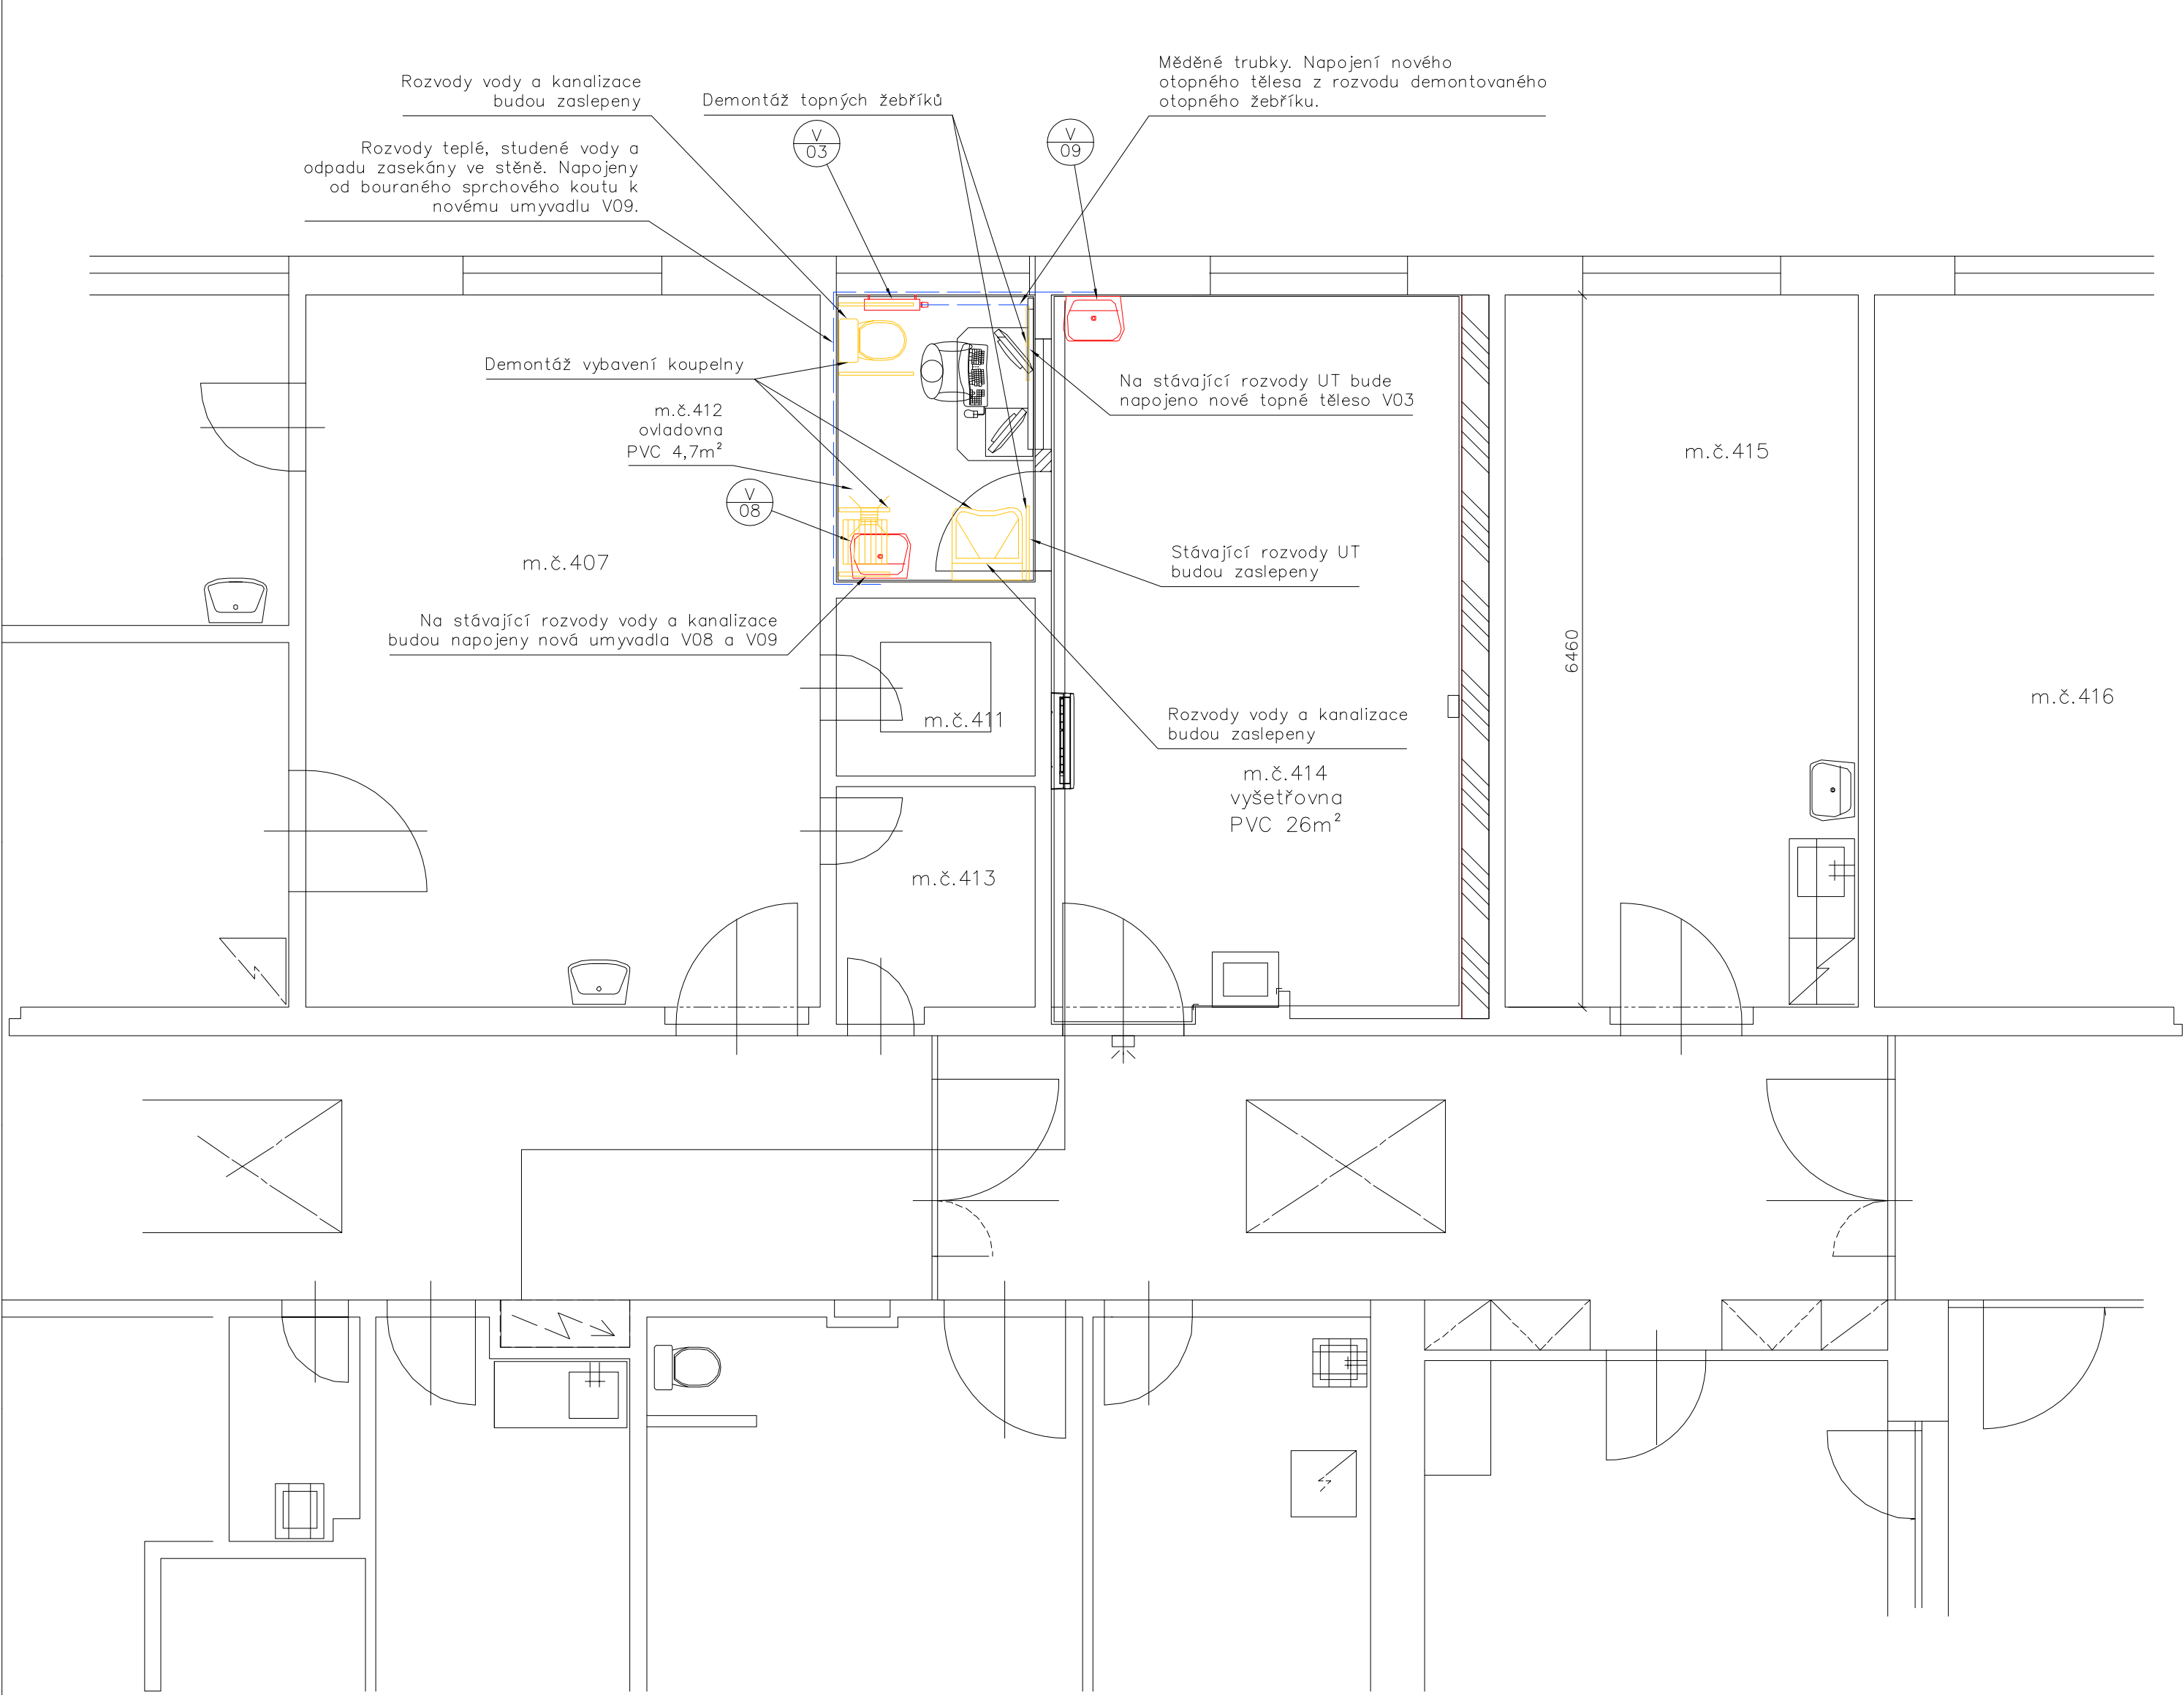 Rozvody vody a kanalizace
budou zaslepeny
Demontáž topných žebříků
Měděné trubky. Napojení nového
otopného tělesa z rozvodu demontovaného
otopného žebříku.
V
03
V
09
Rozvody teplé, studené vody a
odpadu zasekány ve stěně. Napojeny
od bouraného sprchového koutu k
novému umyvadlu V09.
Demontáž vybavení koupelny
Na stávající rozvody UT bude
napojeno nové topné těleso V03
m.č.412
ovladovna
PVC 4,7m²
V
08
m.č.415
m.č.407
Stávající rozvody UT
budou zaslepeny
Na stávající rozvody vody a kanalizace
budou napojeny nová umyvadla V08 a V09
6460
m.č.416
m.č.411
Rozvody vody a kanalizace
budou zaslepeny
m.č.414
vyšetřovna
PVC 26m²
m.č.413